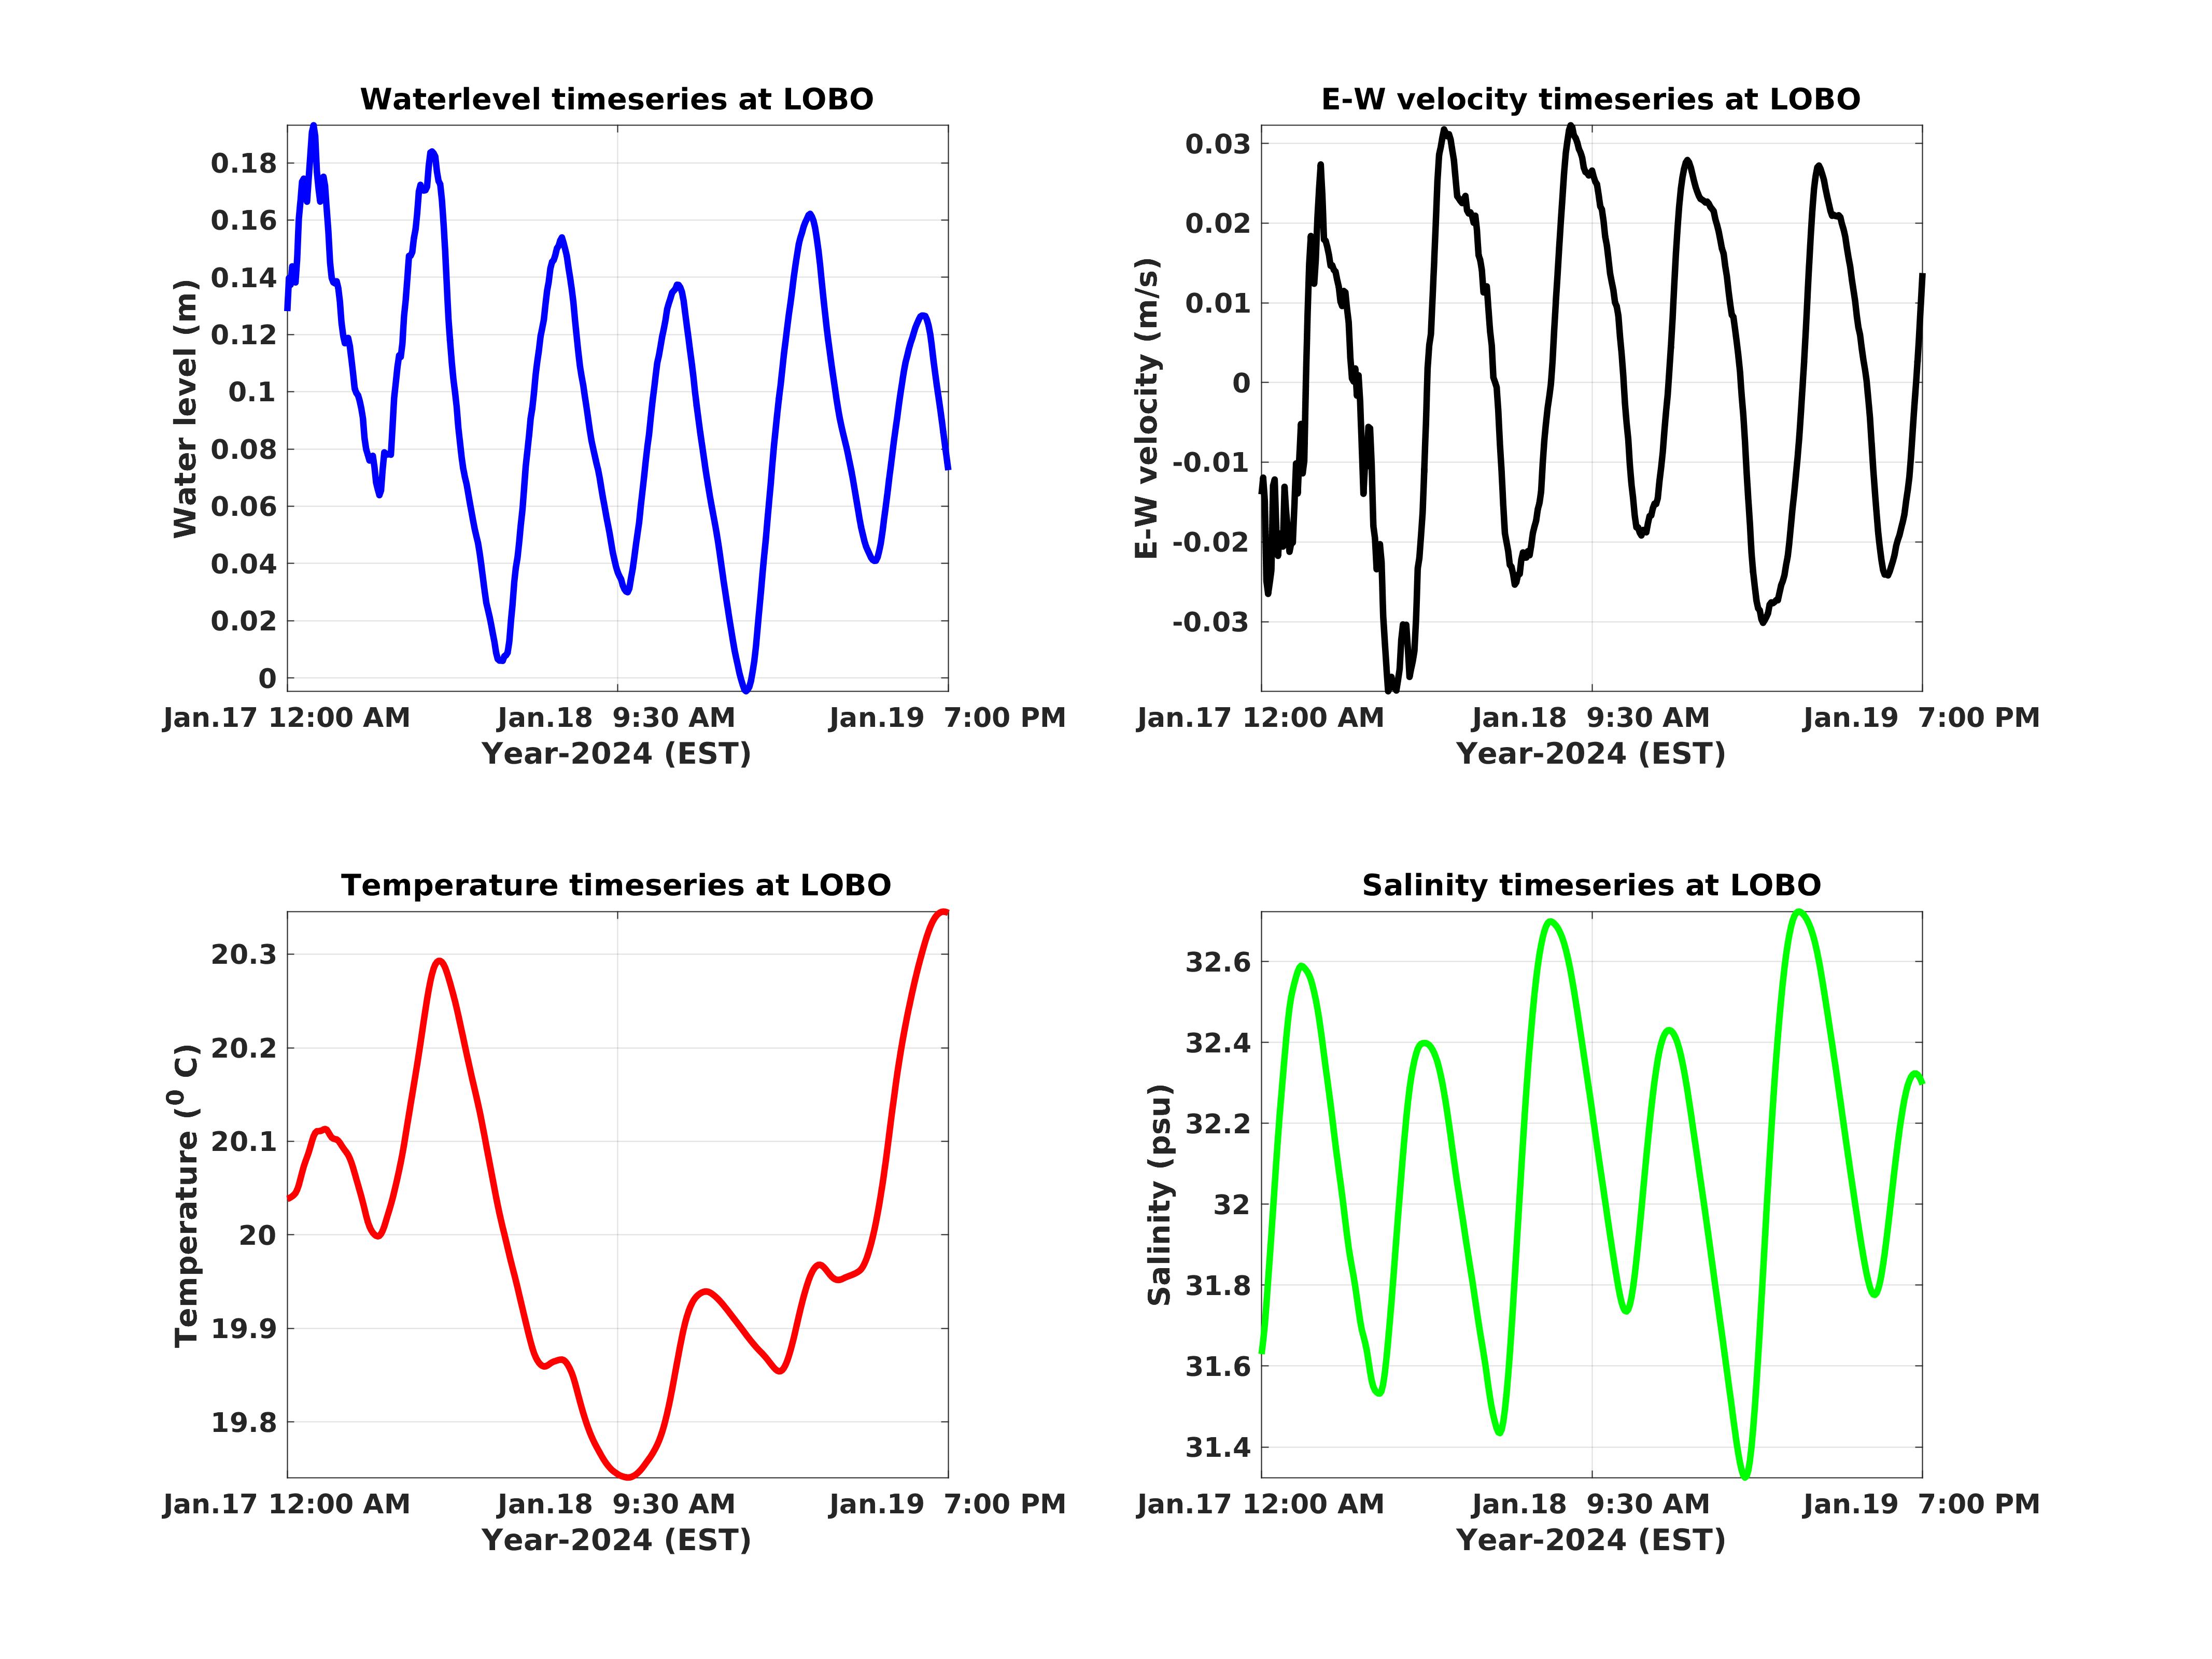 Waterlevel timeseries at LOBO
0.18
0.16
0.14
0.12
0.1
0.08
0.06
0.04
0.02
0
Water level (m)
Jan.17 12:00 AM
Jan.18  9:30 AM
Jan.19  7:00 PM
Year-2024 (EST)
E-W velocity timeseries at LOBO
0.03
0.02
0.01
0
-0.01
-0.02
-0.03
E-W velocity (m/s)
Jan.17 12:00 AM
Jan.18  9:30 AM
Jan.19  7:00 PM
Year-2024 (EST)
Temperature timeseries at LOBO
20.3
20.2
20.1
20
19.9
19.8
Temperature (⁰ C)
Jan.17 12:00 AM
Jan.18  9:30 AM
Jan.19  7:00 PM
Year-2024 (EST)
Salinity timeseries at LOBO
32.6
32.4
32.2
32
31.8
31.6
31.4
Salinity (psu)
Jan.17 12:00 AM
Jan.18  9:30 AM
Jan.19  7:00 PM
Year-2024 (EST)